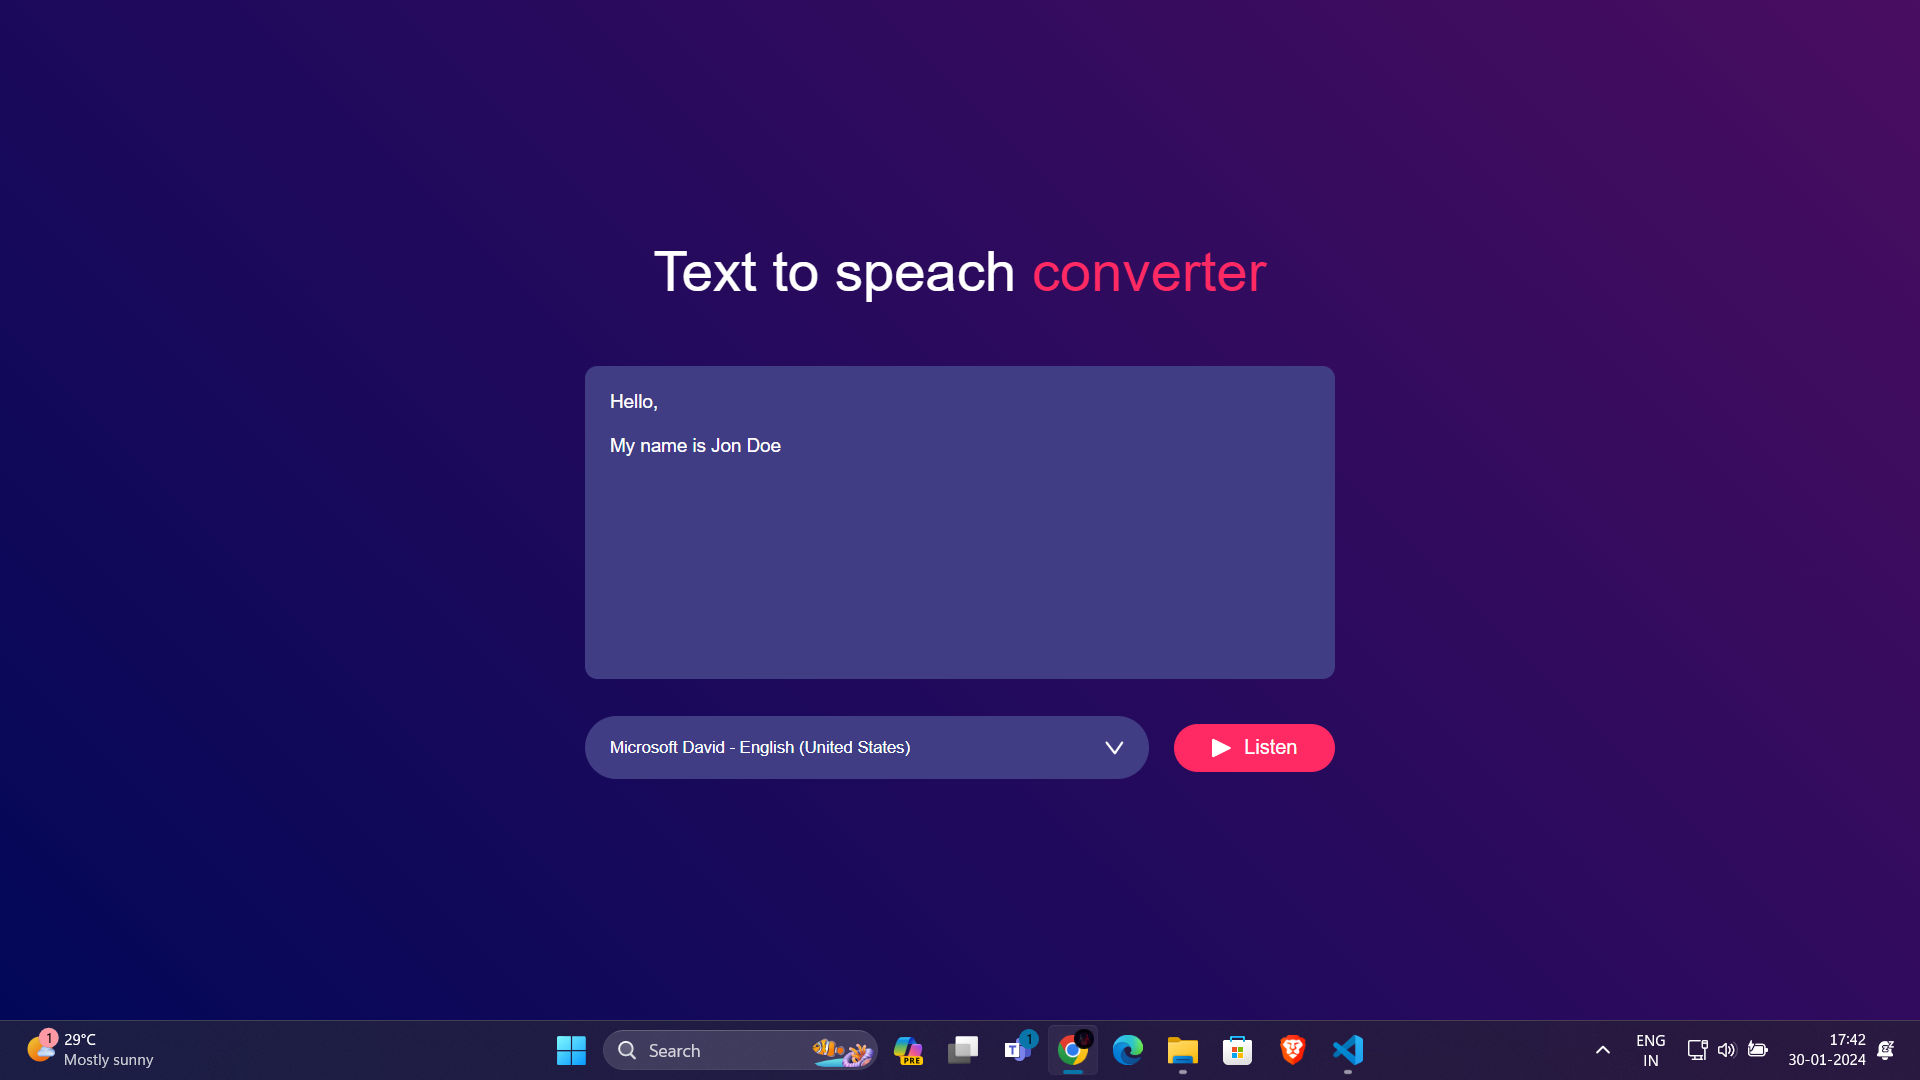 Text to speach converter
Hello,
My name is Jon Doe
Microsoft David - English (United States)
Listen
1
29°C
Mostly sunny
Search
PRE
T
1
ENG
IN
17:42
30-01-2024